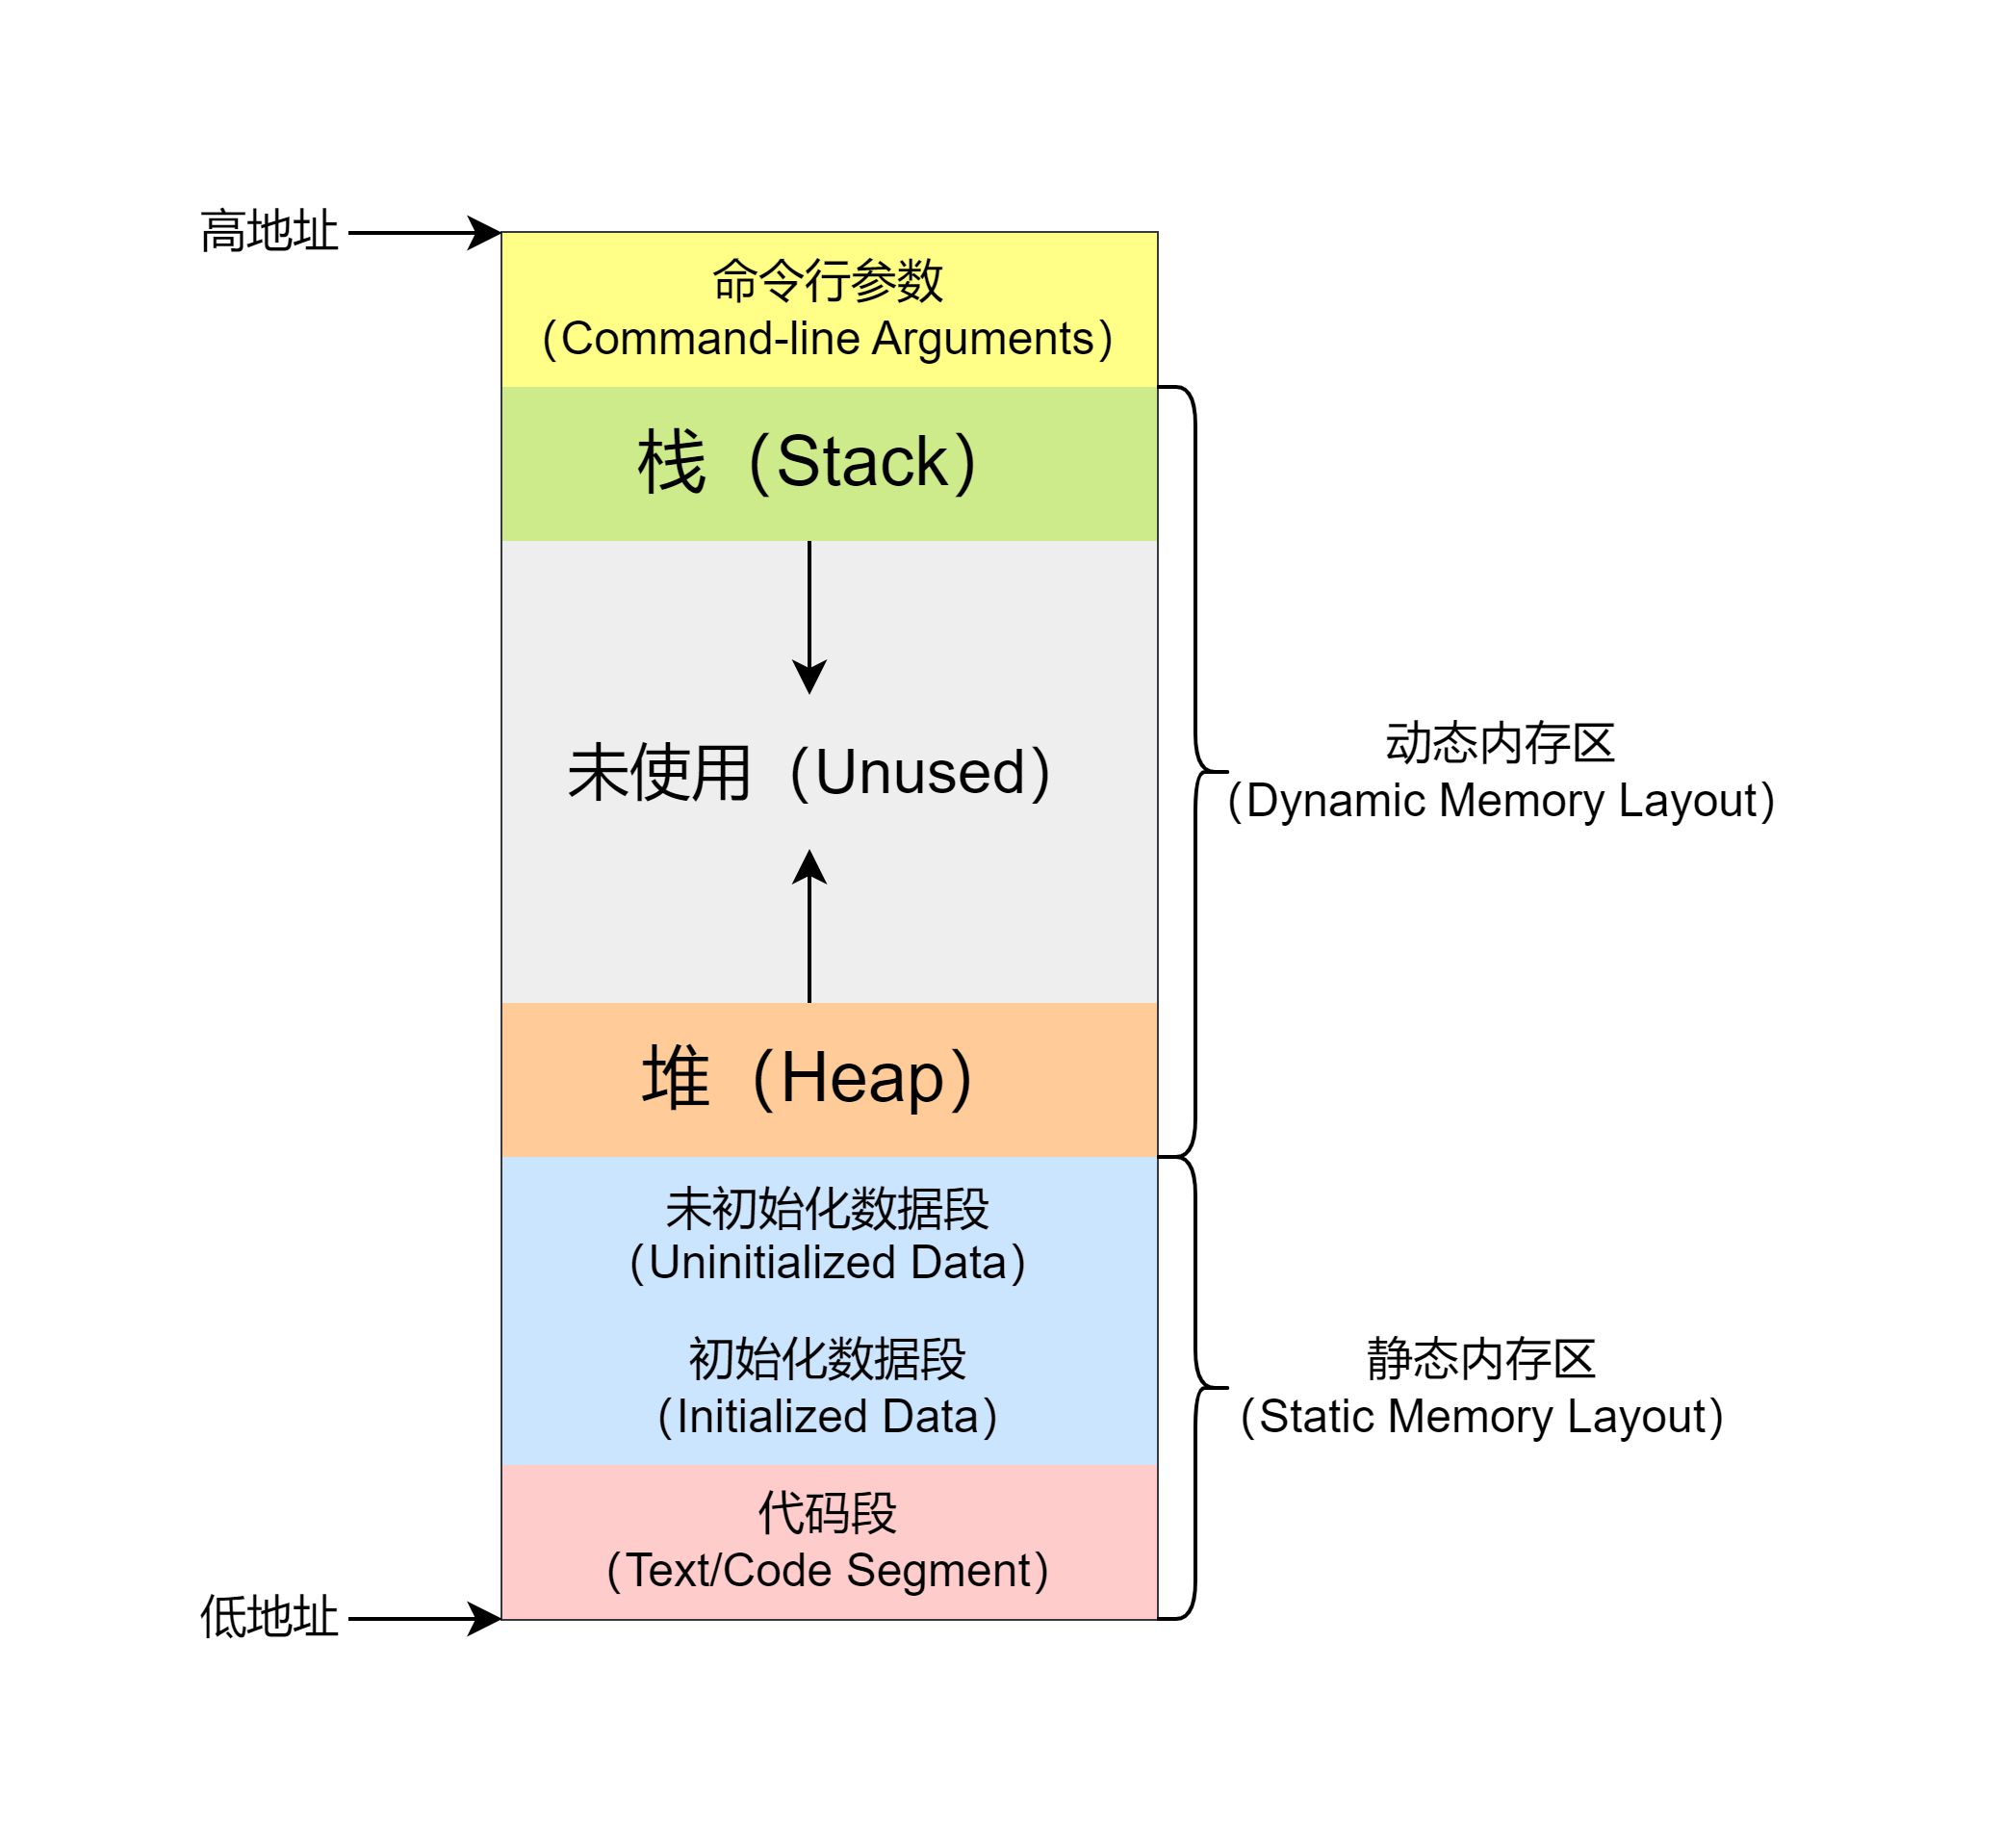 高地址
命令行参数
（Command-line Arguments）
栈（Stack）
未使用（Unused）
动态内存区
（Dynamic Memory Layout）
堆（Heap）
未初始化数据段
（Uninitialized Data）
初始化数据段
（Initialized Data）
静态内存区
（Static Memory Layout）
代码段
（Text/Code Segment）
低地址